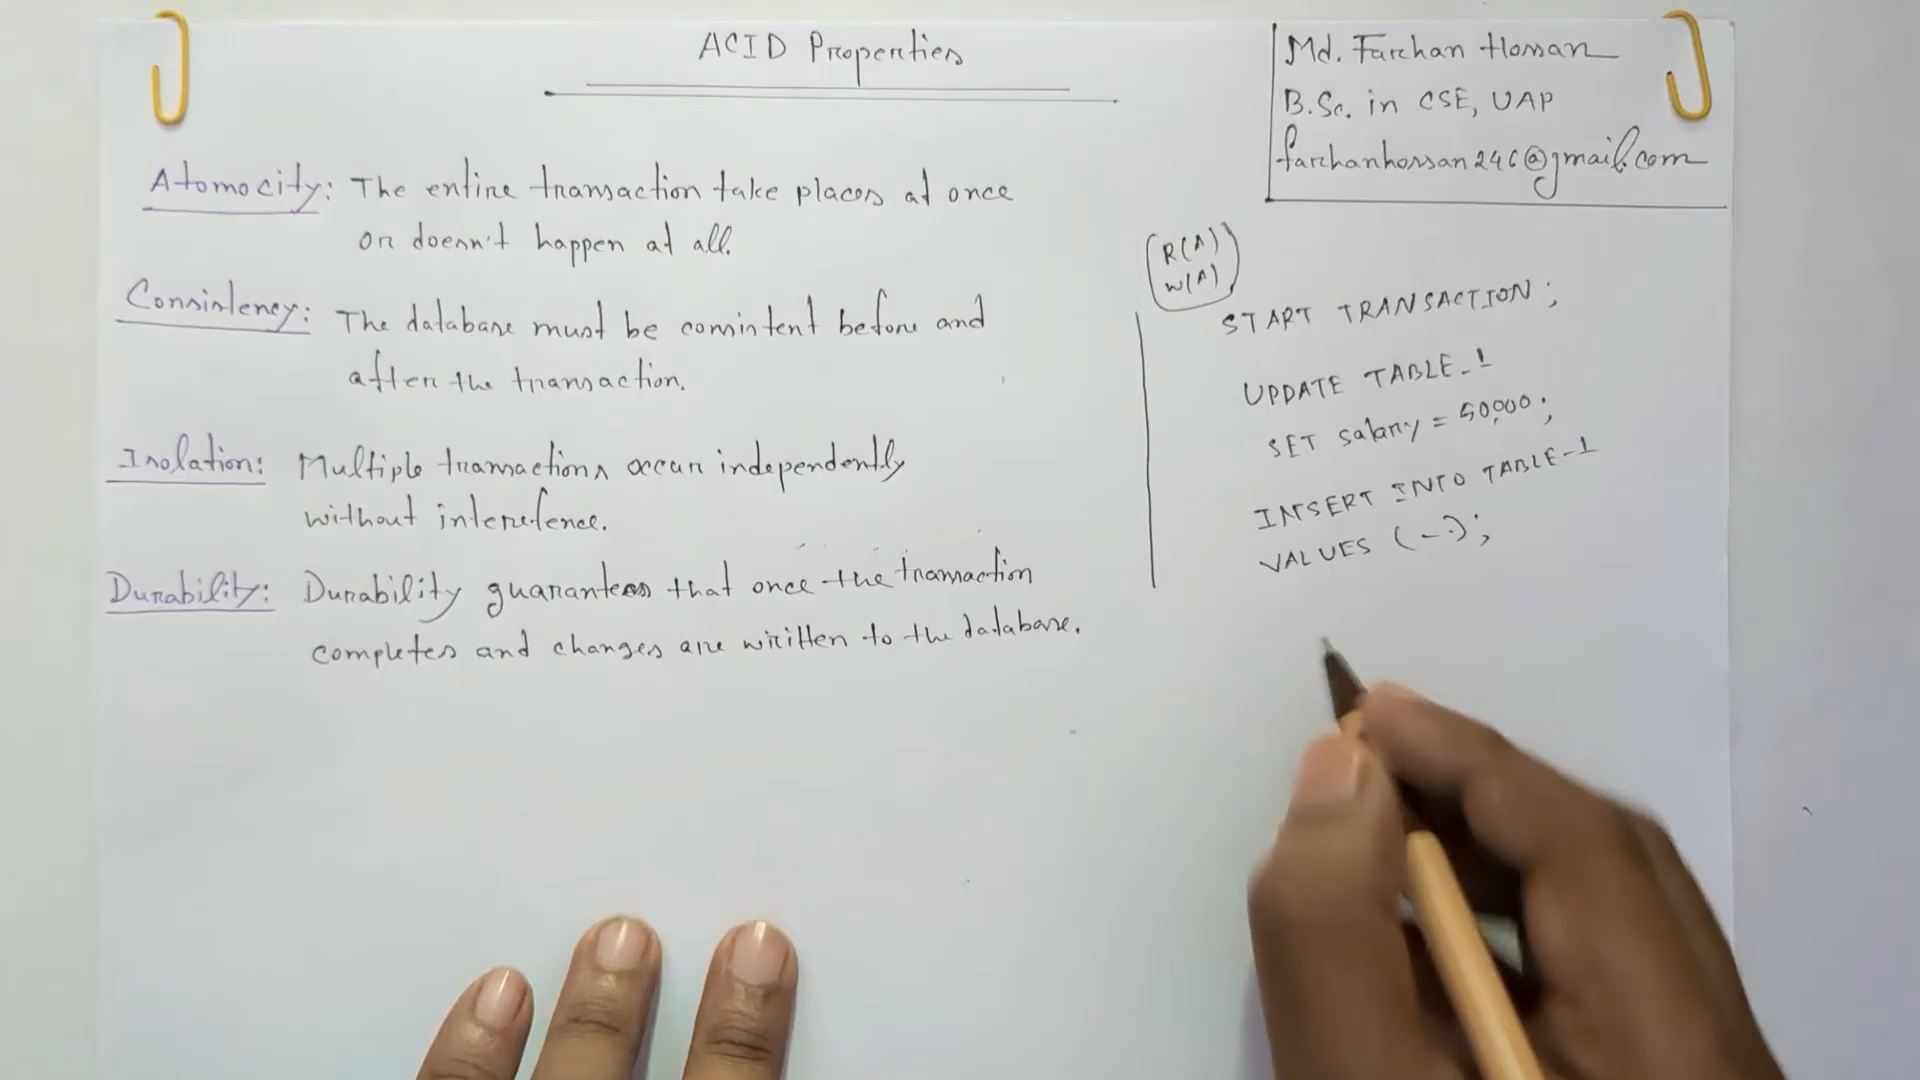 ACID Properties
Md. Farhan Hossan
B.Sc. in CSE, UAP
farhanhossan246@gmail.com
Atomocity: The entire transaction take places at once
or doesn't happen at all.
Consistency: The database must be consistent before and
after the transaction.
Isolation: Multiple transactions occur independently
without interefence.
Durability: Durability guarantees that once the transaction
completes and changes are written to the database.
R(A)
W(A)
START TRANSACTION;
UPDATE TABLE_1
SET salary = 50,000;
INSERT INTO TABLE-1
VALUES (--);